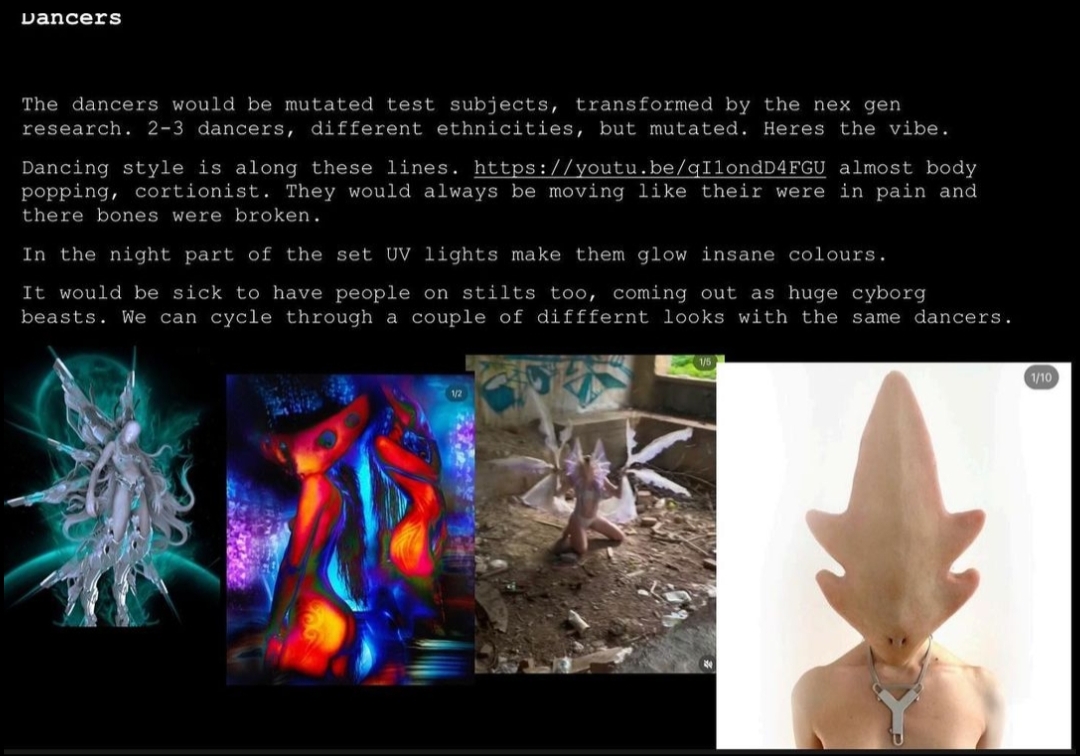 Dancers
The dancers would be mutated test subjects, transformed by the nex gen
research. 2-3 dancers, different ethnicities, but mutated. Heres the vibe.
Dancing style is along these lines. https://youtu.be/qI1ondD4FGU almost body
popping, cortionist. They would always be moving like their were in pain and
there bones were broken.
In the night part of the set UV lights make them glow insane colours.
It would be sick to have people on stilts too, coming out as huge cyborg
beasts. We can cycle through a couple of difffernt looks with the same dancers.
1/2
1/5
1/10